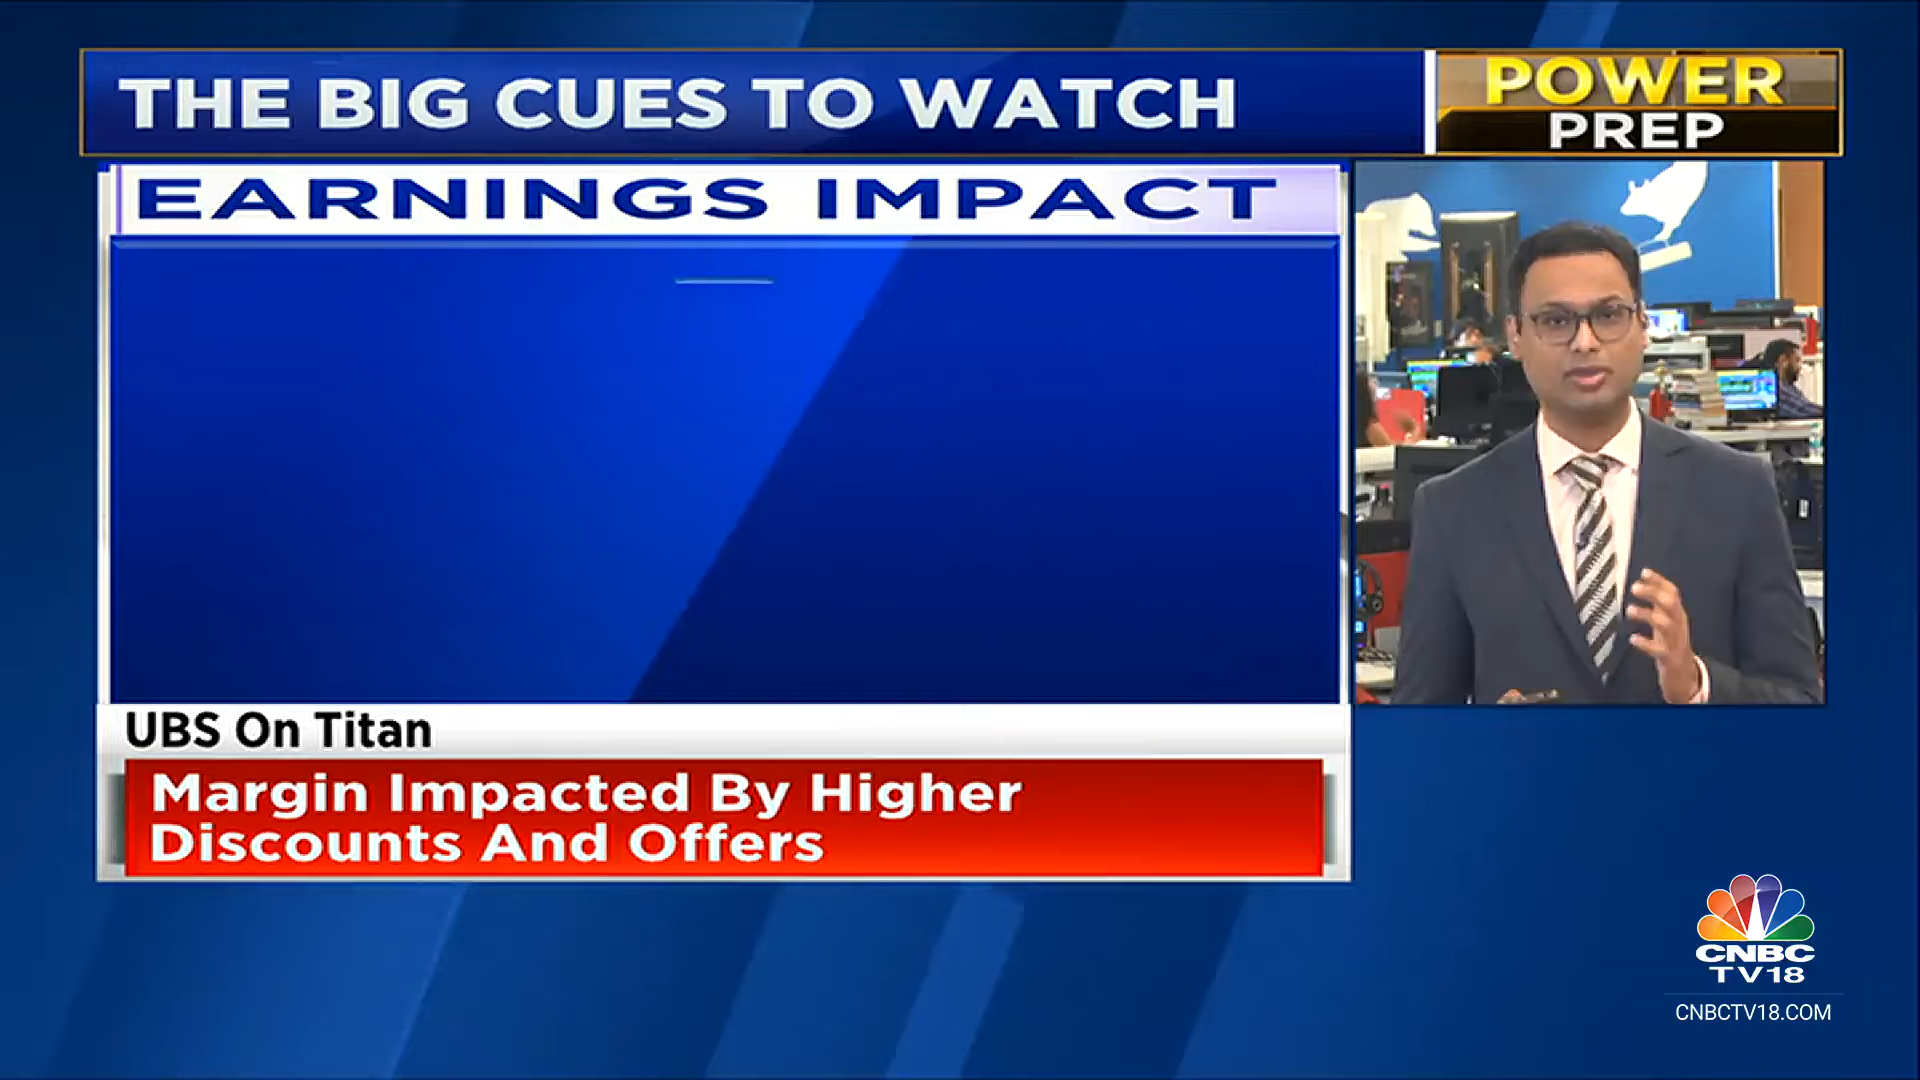 THE BIG CUES TO WATCH
POWER
PREP
EARNINGS IMPACT
UBS On Titan
Margin Impacted By Higher
Discounts And Offers
CNBC
TV18
CNBCTV18.COM